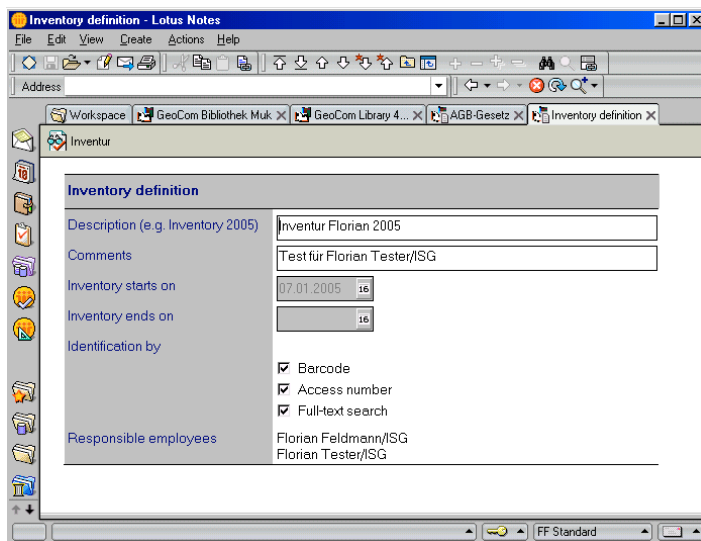 Inventory definition - Lotus Notes
File Edit View Create Actions Help
Address
Workspace GeoCom Bibliothek Muk GeoCom Library 4... AGB-Gesetz Inventory definition
Inventur
18
Inventory definition
Description (e.g. Inventory 2005) Inventur Florian 2005
Comments Test für Florian Tester/ISG
Inventory starts on 07.01.2005 16
Inventory ends on 16
Identification by
Barcode
Access number
Full-text search
Responsible employees Florian Feldmann/ISG
Florian Tester/ISG
FF Standard